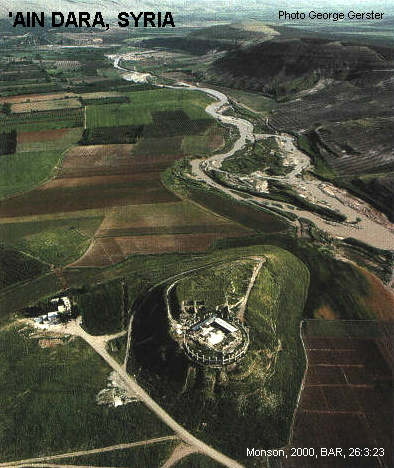 'AIN DARA, SYRIA
Photo George Gerster
Monson, 2000, BAR, 26:3:23